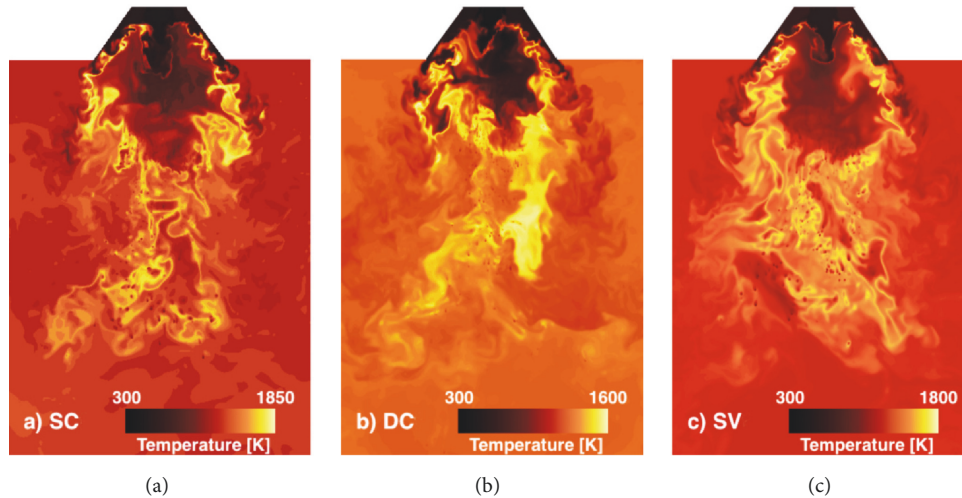 300 1850
a) SC
Temperature [K]
300 1600
b) DC
Temperature [K]
300 1800
c) SV
Temperature [K]
(a)
(b)
(c)